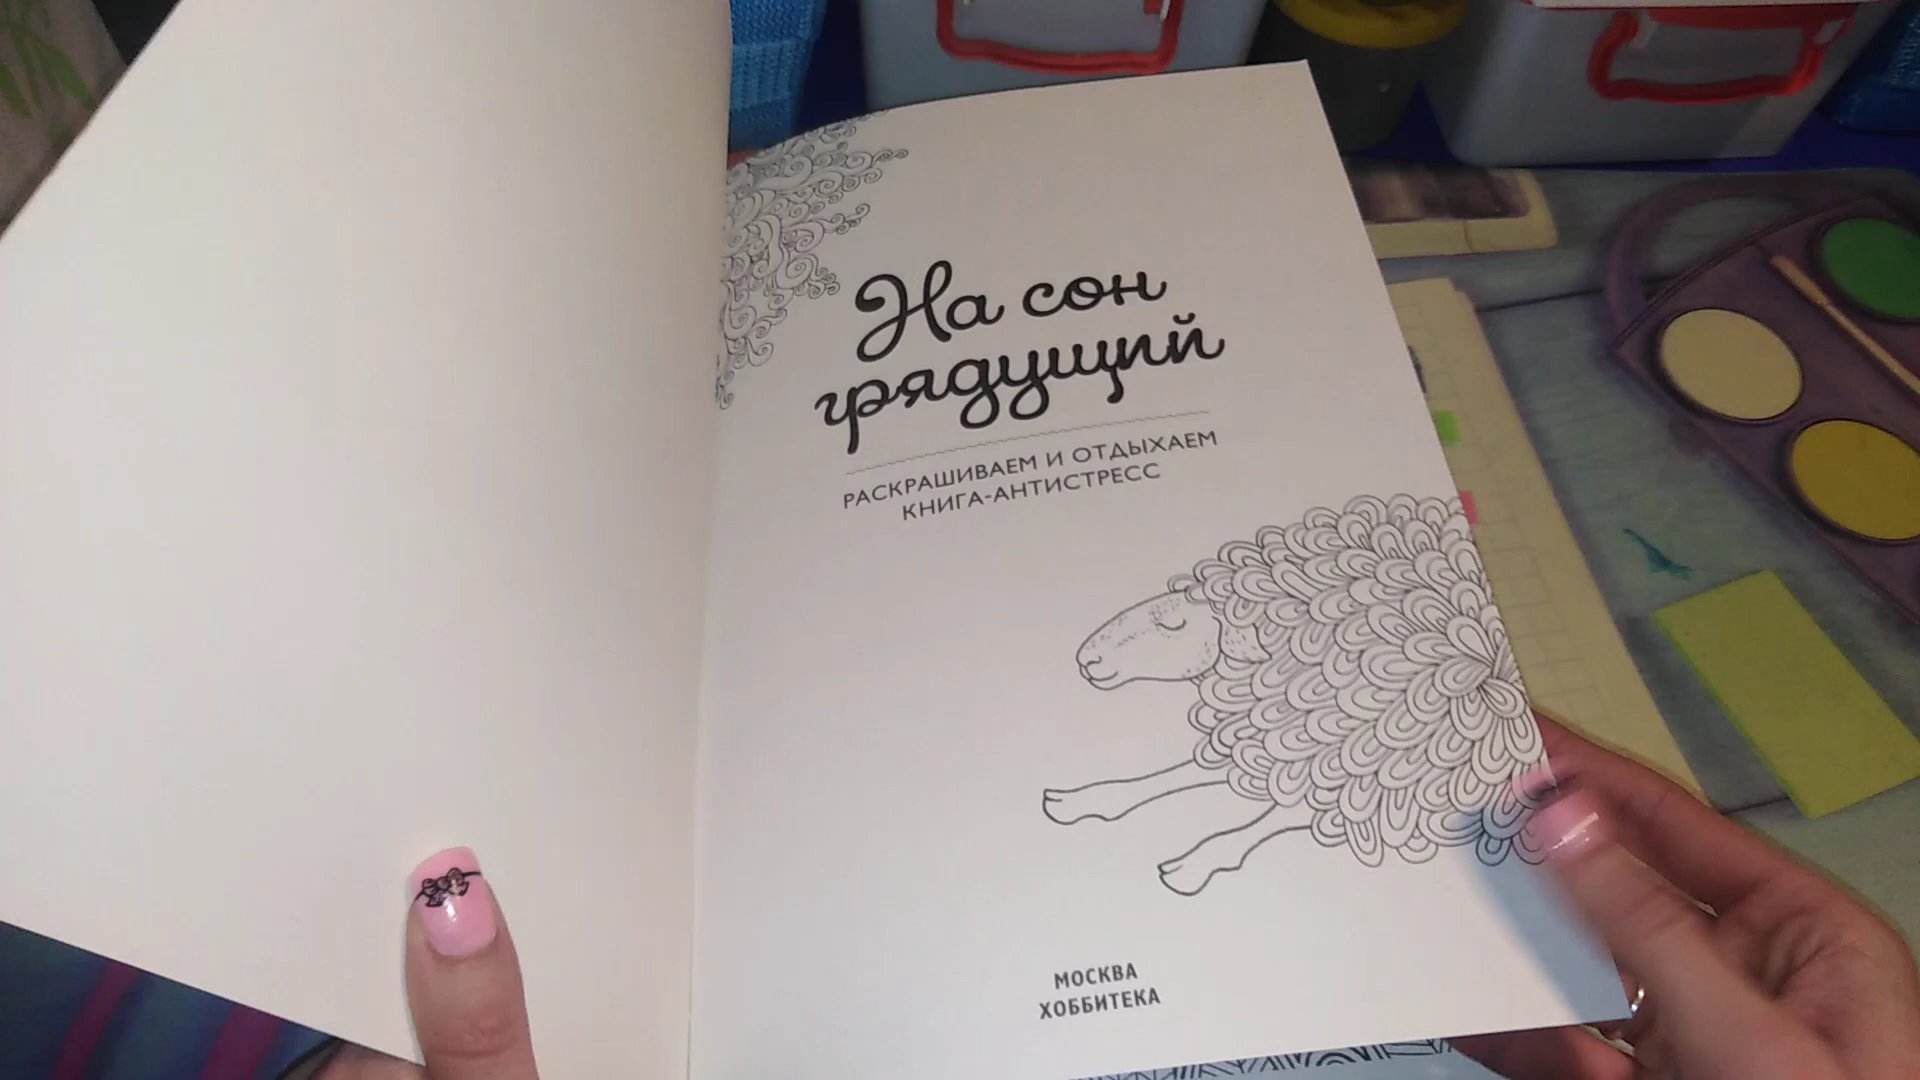 На сон
грядущий
РАСКРАШИВАЕМ И ОТДЫХАЕМ
КНИГА-АНТИСТРЕСС
МОСКВА
ХОББИТЕКА